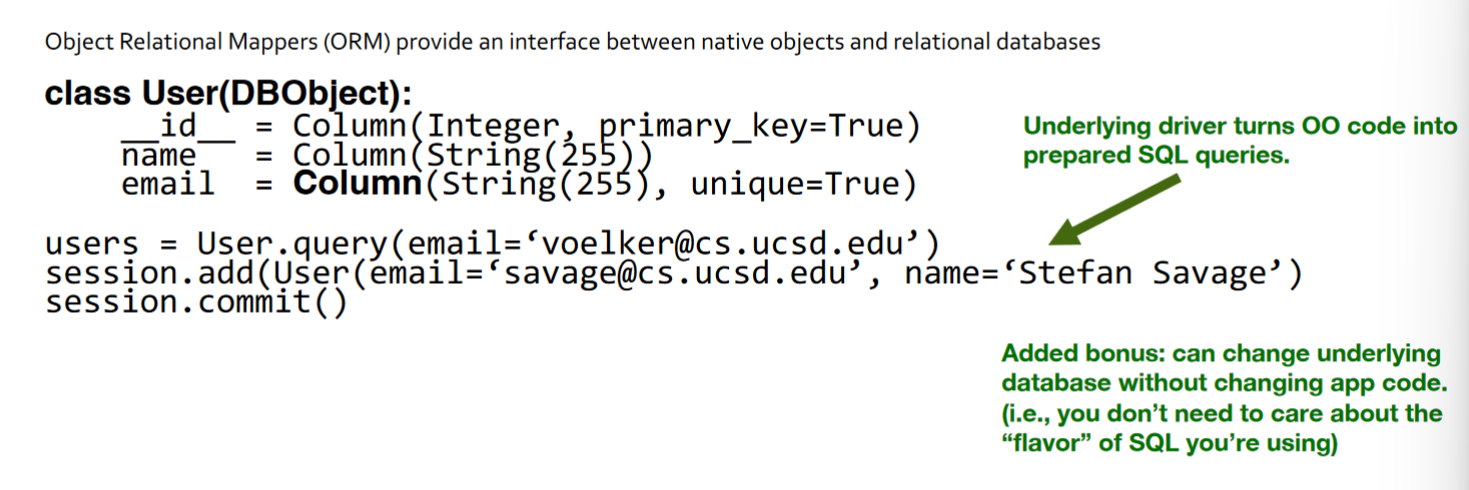 Object Relational Mappers (ORM) provide an interface between native objects and relational databases
class User(DBObject):
__id__ = Column(Integer, primary_key=True)
name = Column(String(255))
email = Column(String(255), unique=True)
users = User.query(email=‘voelker@cs.ucsd.edu’)
session.add(User(email=‘savage@cs.ucsd.edu’, name=‘Stefan Savage’)
session.commit()
Underlying driver turns OO code into
prepared SQL queries.
Added bonus: can change underlying
database without changing app code.
(i.e., you don’t need to care about the
“flavor” of SQL you’re using)